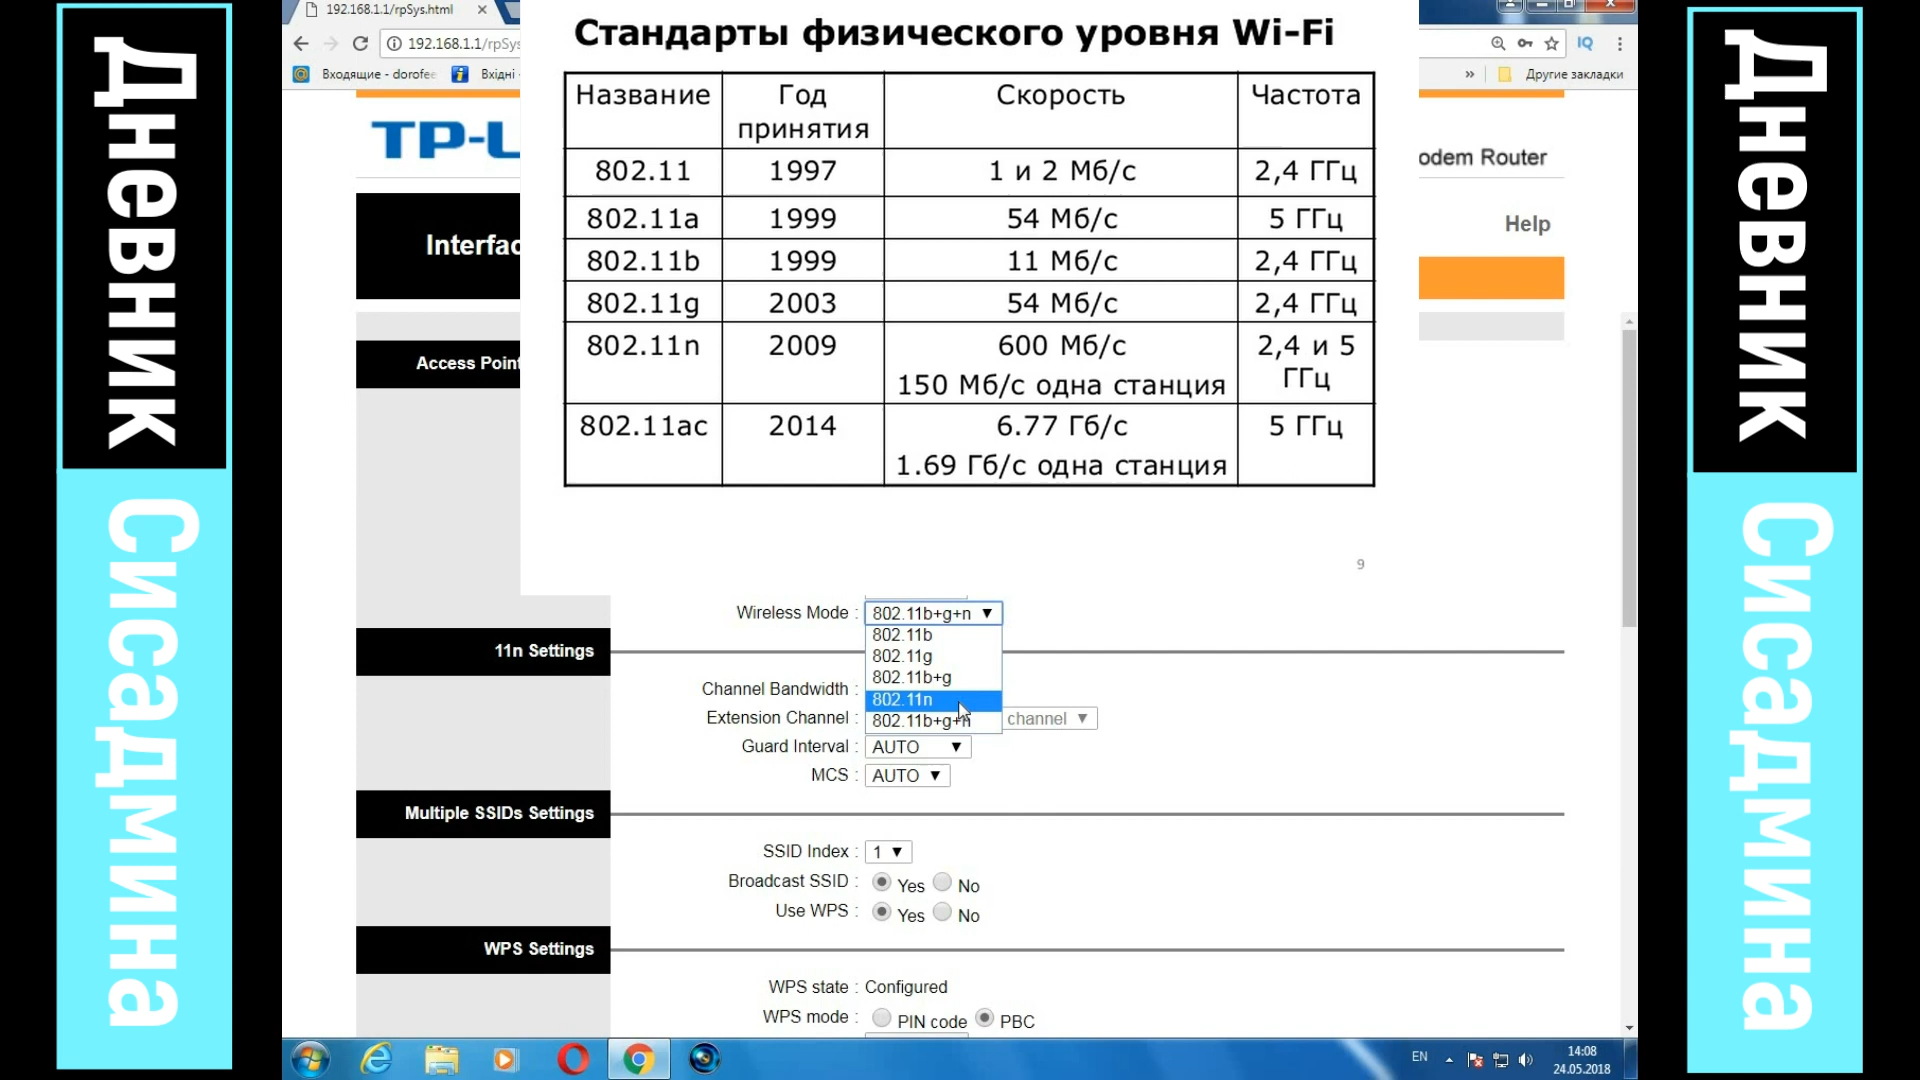 Дневник
Сисадмина
192.168.1.1/rpSys.html
192.168.1.1/rpSys
Входящие - dorofee
Вхідні
IQ
Другие закладки
TP-L
odem Router
Interfac
Help
Access Point
Стандарты физического уровня Wi-Fi
Название Год принятия Скорость Частота
802.11 1997 1 и 2 Мб/с 2,4 ГГц
802.11a 1999 54 Мб/с 5 ГГц
802.11b 1999 11 Мб/с 2,4 ГГц
802.11g 2003 54 Мб/с 2,4 ГГц
802.11n 2009 600 Мб/с 2,4 и 5 ГГц
150 Мб/с одна станция
802.11ac 2014 6.77 Гб/с 5 ГГц
1.69 Гб/с одна станция
9
Wireless Mode : 802.11b+g+n
802.11b
802.11g
802.11b+g
802.11n
802.11b+g+n
11n Settings
Channel Bandwidth :
Extension Channel : channel
Guard Interval : AUTO
MCS : AUTO
Multiple SSIDs Settings
SSID Index : 1
Broadcast SSID : Yes No
Use WPS : Yes No
WPS Settings
WPS state : Configured
WPS mode : PIN code PBC
EN
14:08
24.05.2018
Дневник
Сисадмина